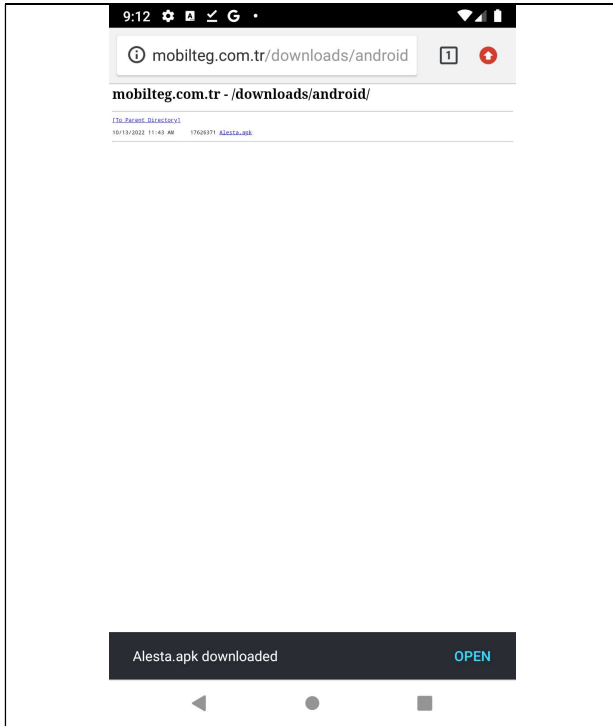 9:12
mobilteg.com.tr/downloads/android
1
mobilteg.com.tr - /downloads/android/
[To Parent Directory]
10/13/2022 11:43 AM 17626371 Alesta.apk
Alesta.apk downloaded OPEN